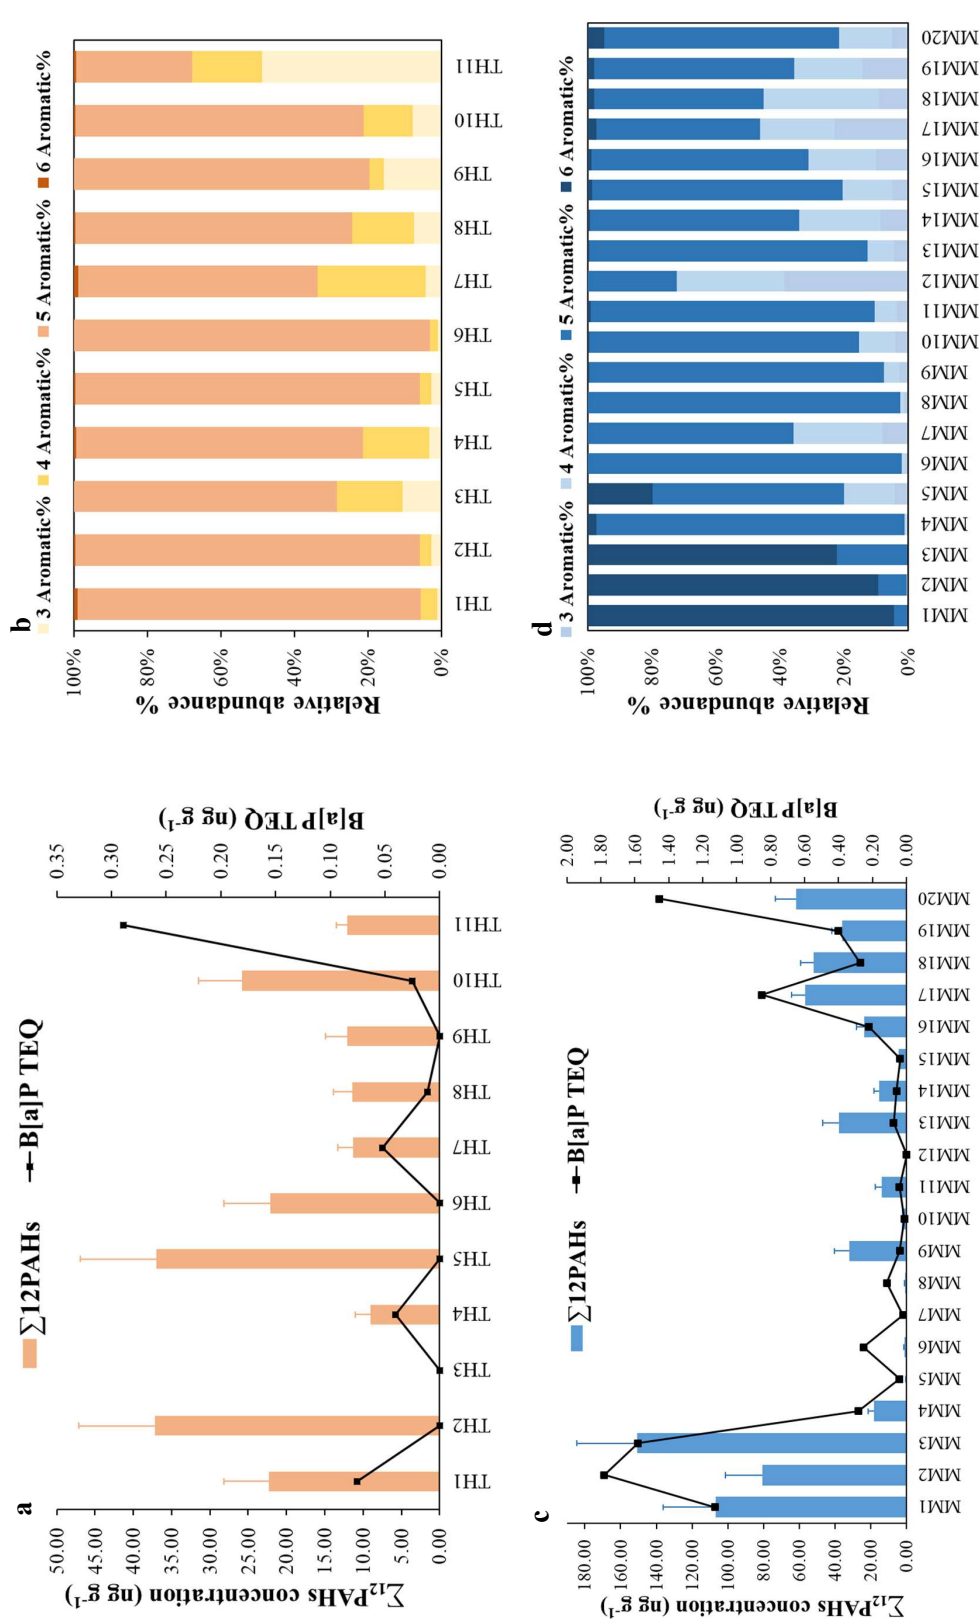 a
∑12PAHs
B[a]P TEQ
∑₁₂PAHs concentration (ng g⁻¹)
50.00
45.00
40.00
35.00
30.00
25.00
20.00
15.00
10.00
5.00
0.00
TH1
TH2
TH3
TH4
TH5
TH6
TH7
TH8
TH9
TH10
TH11
0.35
0.30
0.25
0.20
0.15
0.10
0.05
0.00
B[a]P TEQ (ng g⁻¹)
b
3 Aromatic%
4 Aromatic%
5 Aromatic%
6 Aromatic%
Relative abundance %
100%
80%
60%
40%
20%
0%
TH1
TH2
TH3
TH4
TH5
TH6
TH7
TH8
TH9
TH10
TH11
c
∑12PAHs
B[a]P TEQ
∑₁₂PAHs concentration (ng g⁻¹)
80.00
160.00
140.00
120.00
100.00
80.00
60.00
40.00
20.00
0.00
MM1
MM2
MM3
MM4
MM5
MM6
MM7
MM8
MM9
MM10
MM11
MM12
MM13
MM14
MM15
MM16
MM17
MM18
MM19
MM20
2.00
1.80
1.60
1.40
1.20
1.00
0.80
0.60
0.40
0.20
0.00
B[a]P TEQ (ng g⁻¹)
d
3 Aromatic%
4 Aromatic%
5 Aromatic%
6 Aromatic%
Relative abundance %
100%
80%
60%
40%
20%
0%
MM1
MM2
MM3
MM4
MM5
MM6
MM7
MM8
MM9
MM10
MM11
MM12
MM13
MM14
MM15
MM16
MM17
MM18
MM19
MM20